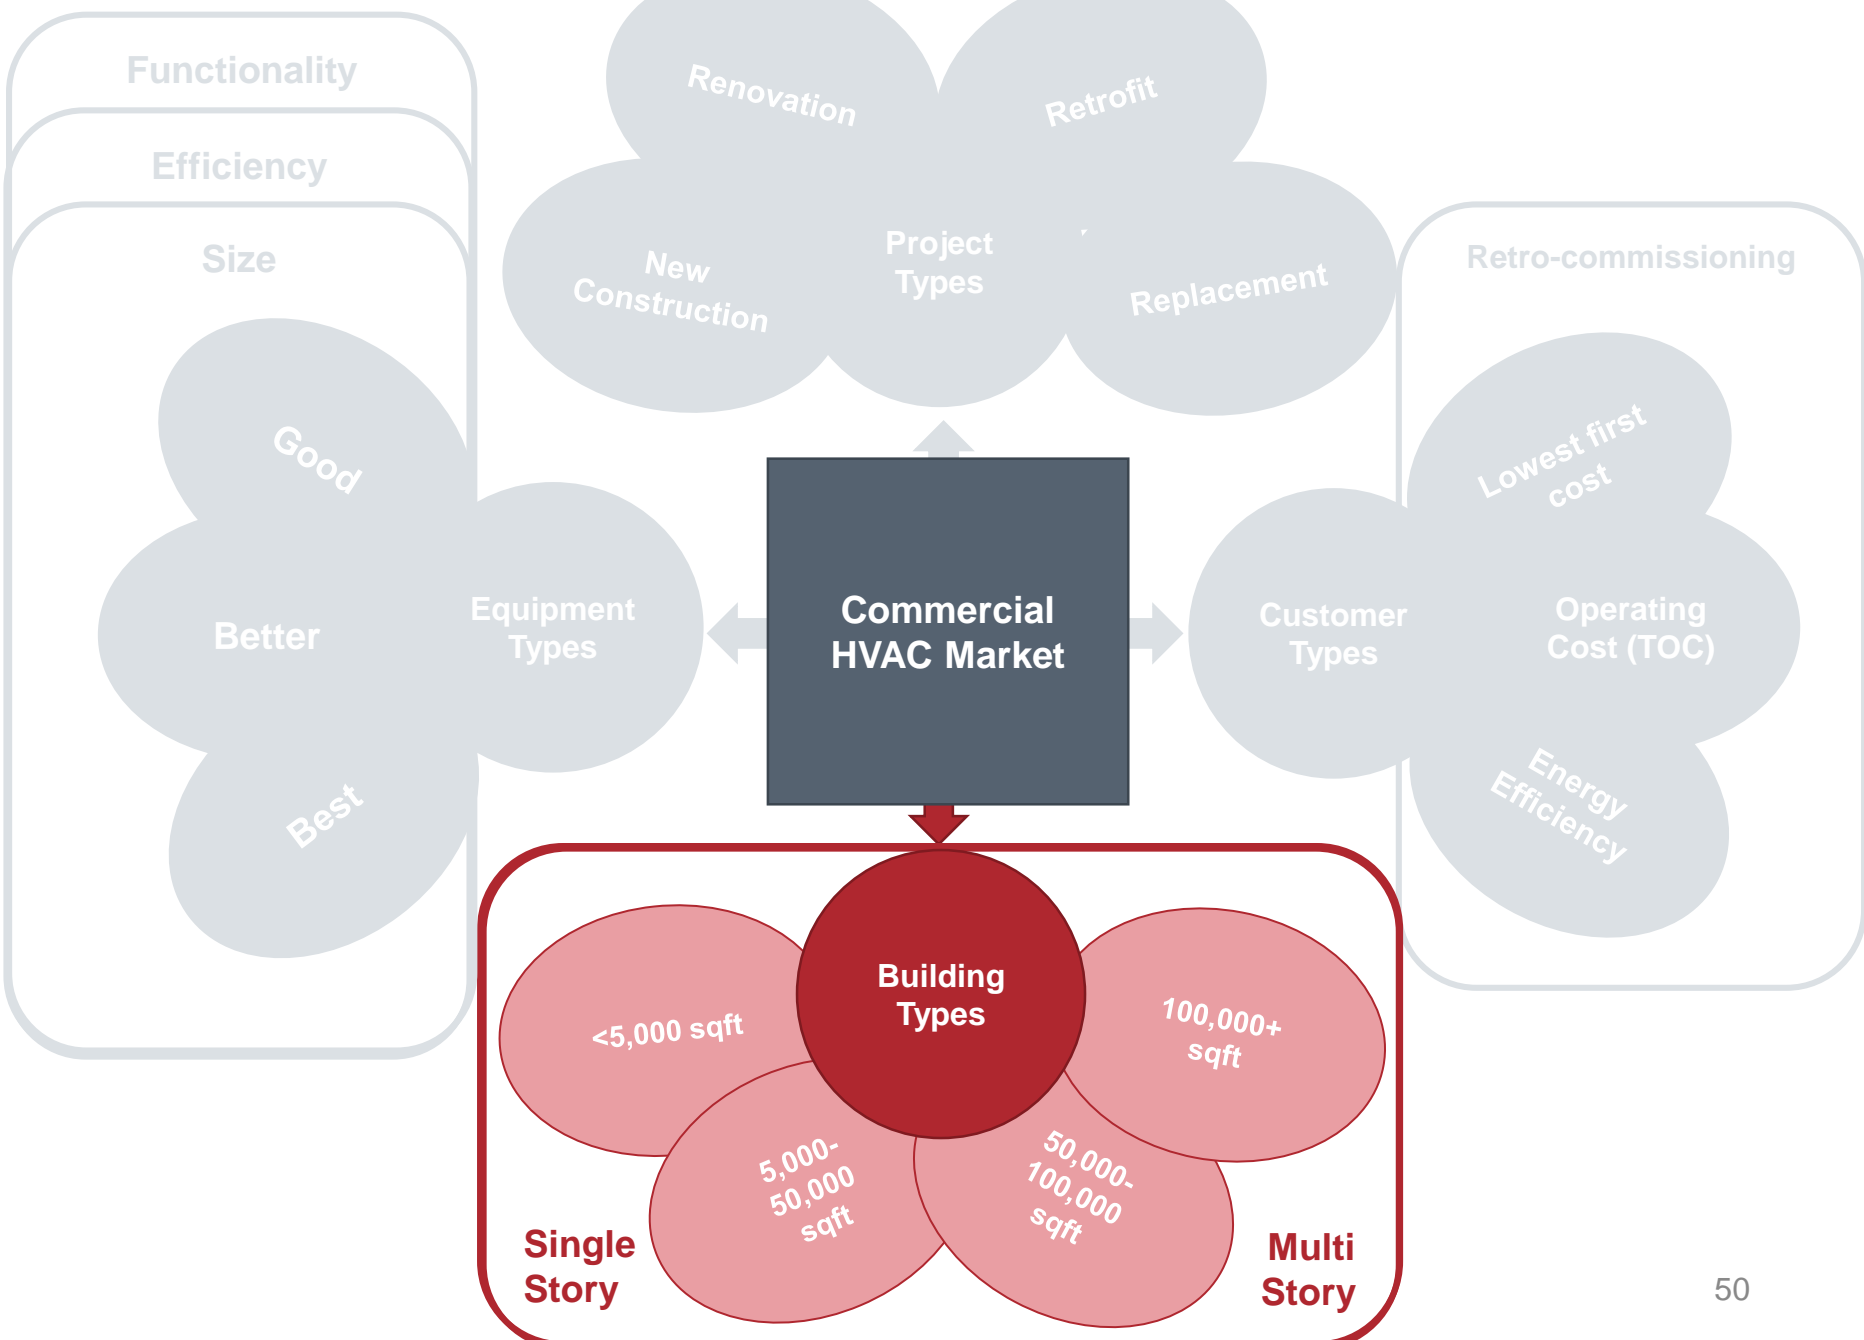 Functionality
Efficiency
Size
Good
Better
Best
Equipment
Types
Renovation
Retrofit
New
Construction
Project
Types
Replacement
Commercial
HVAC Market
Retro-commissioning
Customer
Types
Lowest first
cost
Operating
Cost (TOC)
Energy
Efficiency
Building
Types
<5,000 sqft
5,000-
50,000
sqft
50,000-
100,000
sqft
100,000+
sqft
Single
Story
Multi
Story
50